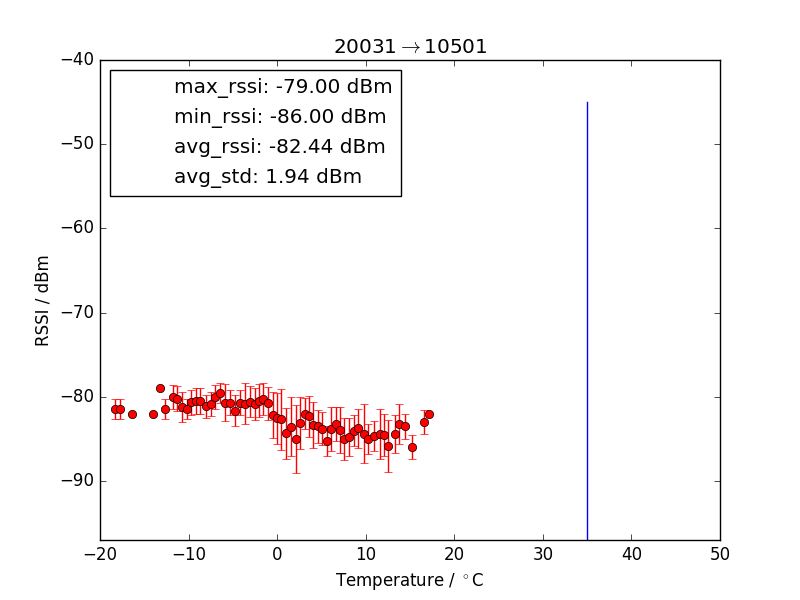 20031→10501
max_rssi: -79.00 dBm
min_rssi: -86.00 dBm
avg_rssi: -82.44 dBm
avg_std: 1.94 dBm
−40
−50
−60
−70
−80
−90
RSSI / dBm
−20 −10 0 10 20 30 40 50
Temperature / °C